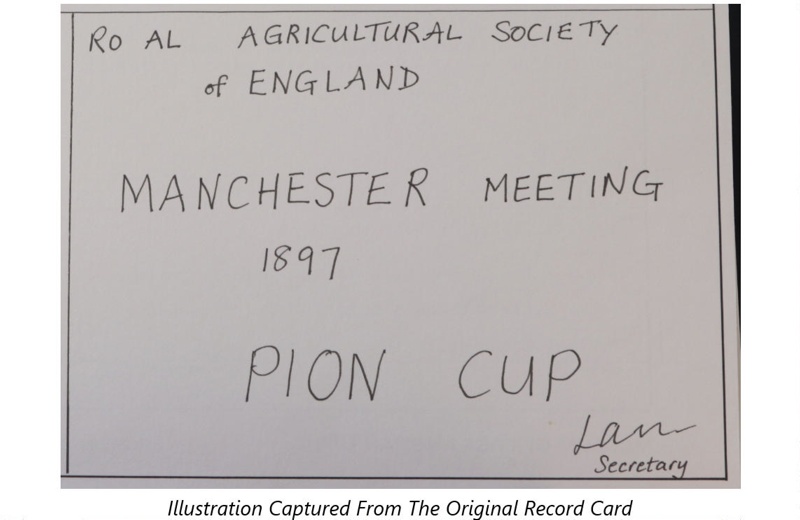 RO AL AGRICULTURAL SOCIETY
of ENGLAND
MANCHESTER MEETING
1897
PION CUP
Secretary
Illustration Captured From The Original Record Card